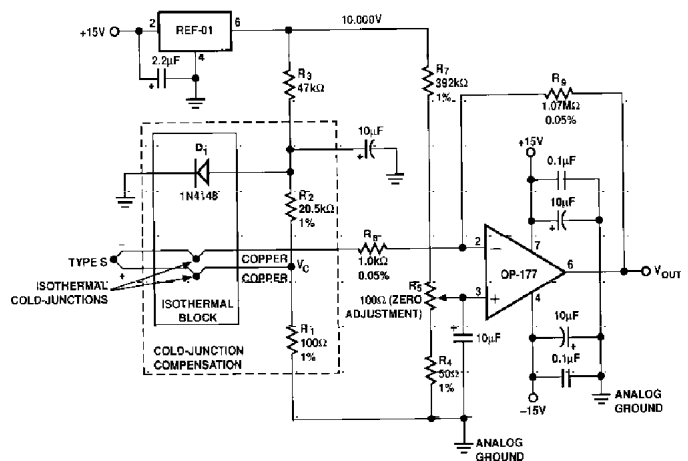 +15V
2
REF-01
6
4
10.000V
2.2µF
+
R3
47kΩ
R7
392kΩ
1%
R9
1.07MΩ
0.05%
10µF
+
D1
1N4148
R2
20.5kΩ
1%
+15V
0.1µF
10µF
+
TYPE S
−
+
COPPER
COPPER
VC
R8
1.0kΩ
0.05%
2
−
7
OP-177
6
VOUT
3
+
4
ISOTHERMAL
COLD-JUNCTIONS
ISOTHERMAL
BLOCK
R5
100Ω (ZERO
ADJUSTMENT)
R1
100Ω
1%
+
10µF
10µF
+
0.1µF
COLD-JUNCTION
COMPENSATION
R4
50Ω
1%
−15V
ANALOG
GROUND
ANALOG
GROUND